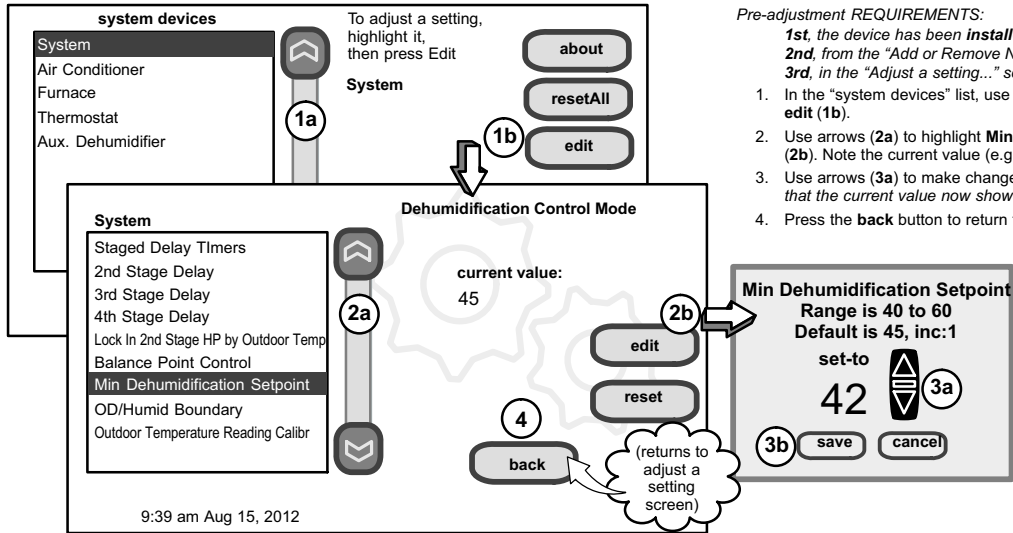 system devices
System
Air Conditioner
Furnace
Thermostat
Aux. Dehumidifier
1a
To adjust a setting,
highlight it,
then press Edit
System
about
resetAll
1b
edit
Pre-adjustment REQUIREMENTS:
1st, the device has been install
2nd, from the “Add or Remove N
3rd, in the “Adjust a setting...” s
1. In the “system devices” list, use
edit (1b).
2. Use arrows (2a) to highlight Min
(2b). Note the current value (e.g
3. Use arrows (3a) to make change
that the current value now show
4. Press the back button to return
System
Staged Delay TImers
2nd Stage Delay
3rd Stage Delay
4th Stage Delay
Lock In 2nd Stage HP by Outdoor Temp
Balance Point Control
Min Dehumidification Setpoint
OD/Humid Boundary
Outdoor Temperature Reading Calibr
2a
Dehumidification Control Mode
current value:
45
2b
edit
reset
4
back
(returns to
adjust a
setting
screen)
9:39 am Aug 15, 2012
Min Dehumidification Setpoint
Range is 40 to 60
Default is 45, inc:1
set-to
42
3a
3b
save
cancel